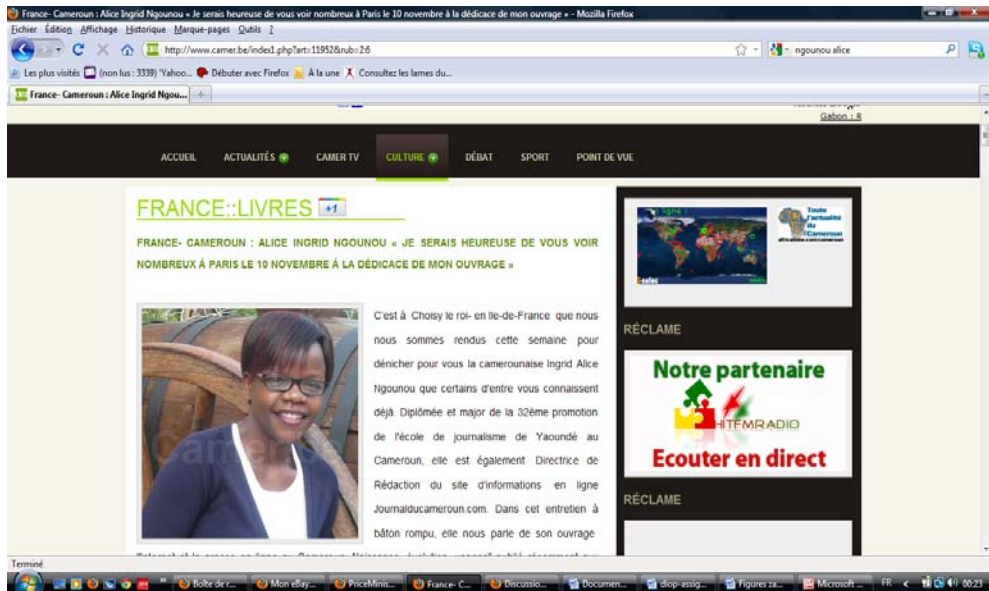 France- Cameroun : Alice Ingrid Ngounou « Je serais heureuse de vous voir nombreux à Paris le 10 novembre à la dédicace de mon ouvrage » - Mozilla Firefox
Fichier Édition Affichage Historique Marque-pages Outils ?
http://www.camer.be/index1.php?art=11952&rub=2:6
ngounou alice
Les plus visités (non lus : 3339) 'Yahoo... Débuter avec Firefox À la une Consultez les lames du...
France- Cameroun : Alice Ingrid Ngou...
Gabon : R
ACCUEIL ACTUALITÉS CAMER TV CULTURE DÉBAT SPORT POINT DE VUE
FRANCE::LIVRES +1
FRANCE- CAMEROUN : ALICE INGRID NGOUNOU « JE SERAIS HEUREUSE DE VOUS VOIR
NOMBREUX Á PARIS LE 10 NOVEMBRE Á LA DÉDICACE DE MON OUVRAGE »
C'est à Choisy le roi- en Ile-de-France que nous
nous sommes rendus cette semaine pour
dénicher pour vous la camerounaise Ingrid Alice
Ngounou que certains d'entre vous connaissent
déjà. Diplômée et major de la 32ème promotion
de l'école de journalisme de Yaoundé au
Cameroun, elle est également Directrice de
Rédaction du site d'informations en ligne
Journalducameroun.com. Dans cet entretien à
bâton rompu, elle nous parle de son ouvrage
en ligne
Toute
l'actualité
du
Cameroun
RÉCLAME
Notre partenaire
HITEMRADIO
Ecouter en direct
RÉCLAME
Terminé
Boîte de r... Mon eBay... PriceMinis... France- C... Discussio... Documen... diop-assig... Figures za... Microsoft ... FR 00:23